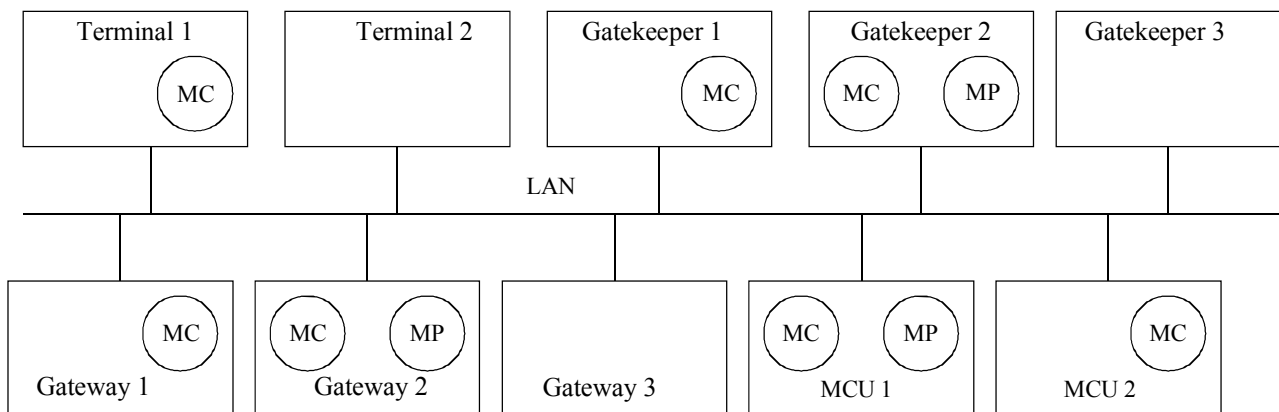 Terminal 1
Terminal 2
Gatekeeper 1
Gatekeeper 2
Gatekeeper 3
MC
MC
MC
MP
LAN
MC
MC
MP
MC
MP
MC
Gateway 1
Gateway 2
Gateway 3
MCU 1
MCU 2